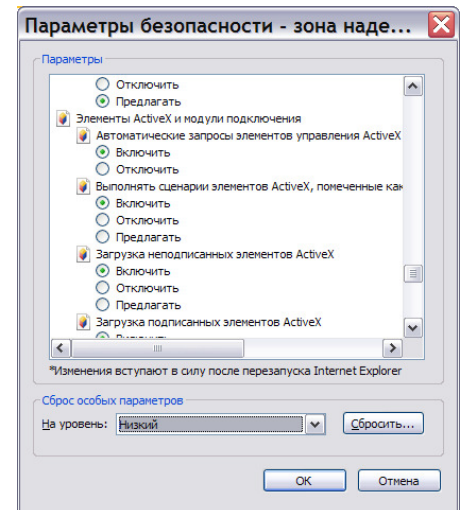 Параметры безопасности - зона наде...
Параметры
Отключить
Предлагать
Элементы ActiveX и модули подключения
Автоматические запросы элементов управления ActiveX
Включить
Отключить
Выполнять сценарии элементов ActiveX, помеченные как
Включить
Отключить
Предлагать
Загрузка неподписанных элементов ActiveX
Включить
Отключить
Предлагать
Загрузка подписанных элементов ActiveX
*Изменения вступают в силу после перезапуска Internet Explorer
Сброс особых параметров
На уровень: Низкий Сбросить...
ОК Отмена